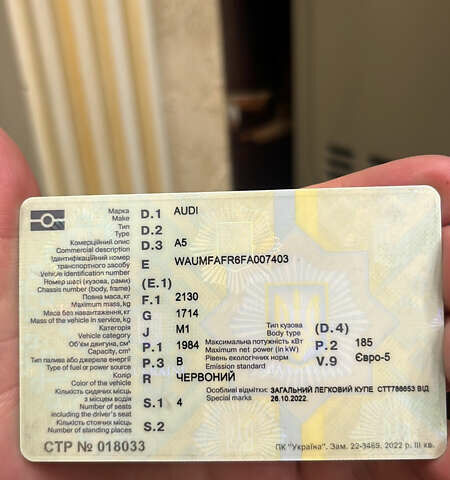 Марка D.1 AUDI
Make
Тип D.2
Type
Комерційний опис D.3 A5
Commercial description
Ідентифікаційний номер
транспортного засобу E WAUMFAFR6FA007403
Vehicle identification number
Номер шасі (кузова, рами) (E.1)
Chassis number (body, frame)
Повна маса, кг F.1 2130
Maximum mass, kg
Маса без навантаження, кг G 1714
Mass of the vehicle in service, kg
Категорія J M1 Тип кузова (D.4)
Vehicle category Body type
Об'єм двигуна, см³ P.1 1984 Максимальна потужність кВт P.2 185
Capacity, cm³ Maximum net power (in kW)
Тип палива або джерело енергії P.3 B Рівень екологічних норм V.9 Євро-5
Type of fuel or power source Emission standard
Колір R ЧЕРВОНИЙ
Color of the vehicle
Кількість сидячих місць Особливі відмітки: ЗАГАЛЬНИЙ ЛЕГКОВИЙ КУПЕ СТТ786653 ВІД
з місцем водія S.1 4 Special marks 26.10.2022.
Number of seats
including the driver's seat
Кількість стоячих місць S.2
Number of standing places
СТР № 018033 ПК "Україна". Зам. 22-3469. 2022 р. III кв.